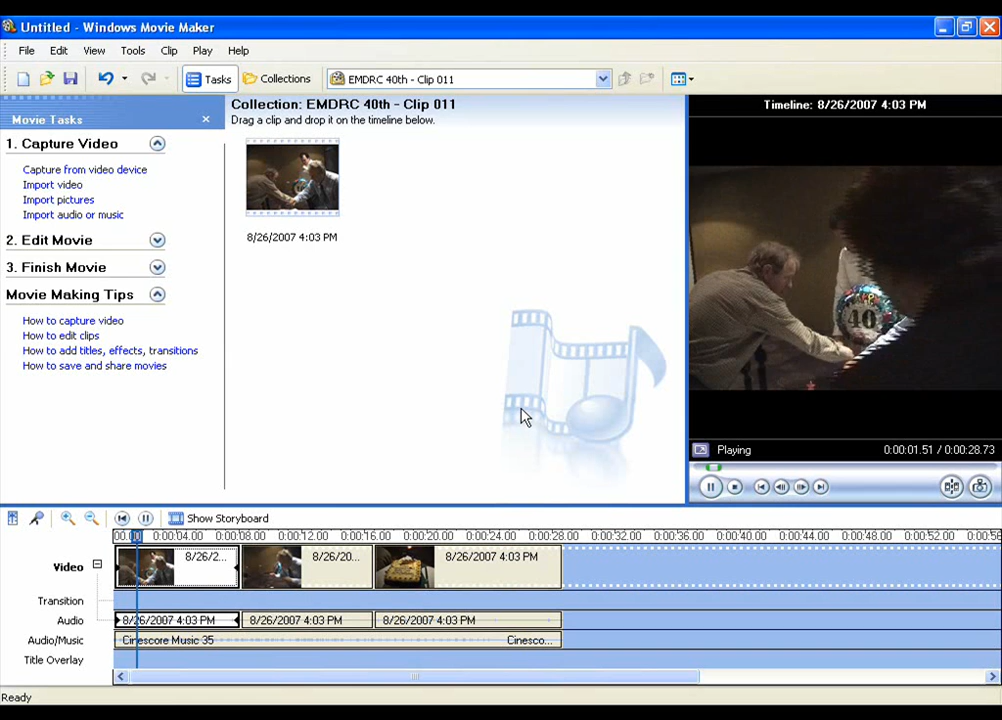 Untitled - Windows Movie Maker
File Edit View Tools Clip Play Help
Tasks Collections EMDRC 40th - Clip 011
Movie Tasks
1. Capture Video
Capture from video device
Import video
Import pictures
Import audio or music
2. Edit Movie
3. Finish Movie
Movie Making Tips
How to capture video
How to edit clips
How to add titles, effects, transitions
How to save and share movies
Collection: EMDRC 40th - Clip 011
Drag a clip and drop it on the timeline below.
8/26/2007 4:03 PM
Timeline: 8/26/2007 4:03 PM
40
Playing 0:00:01.51 / 0:00:28.73
Show Storyboard
00.00 0:00:04.00 0:00:08.00 0:00:12.00 0:00:16.00 0:00:20.00 0:00:24.00 0:00:28.00 0:00:32.00 0:00:36.00 0:00:40.00 0:00:44.00 0:00:48.00 0:00:52.00 0:00:56
Video 8/26/2... 8/26/20... 8/26/2007 4:03 PM
Transition
Audio 8/26/2007 4:03 PM 8/26/2007 4:03 PM 8/26/2007 4:03 PM
Audio/Music Cinescore Music 35 Cinesco...
Title Overlay
Ready